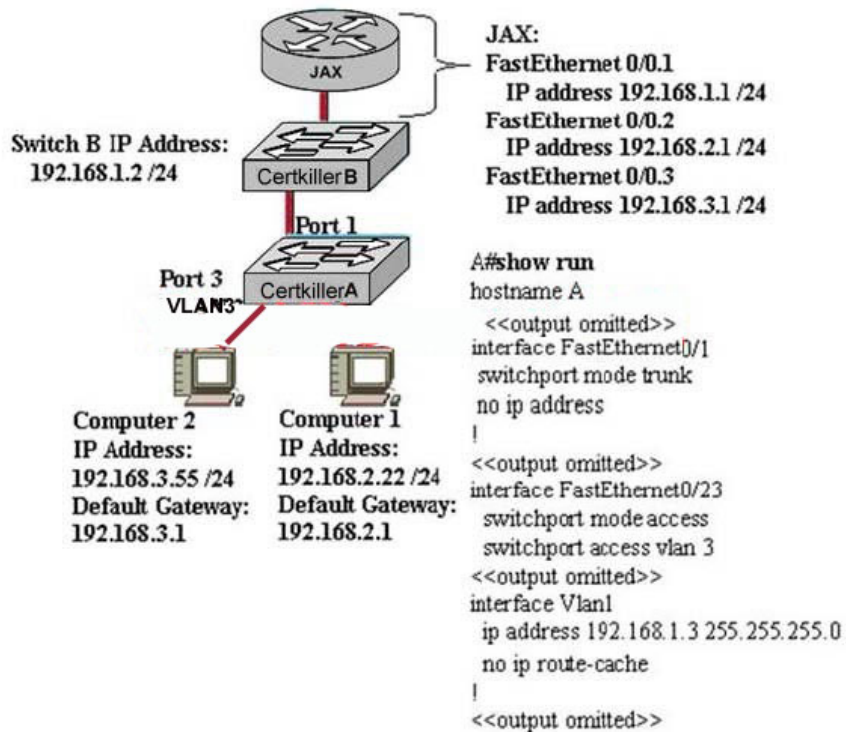 JAX
JAX:
FastEthernet 0/0.1
IP address 192.168.1.1 /24
FastEthernet 0/0.2
IP address 192.168.2.1 /24
FastEthernet 0/0.3
IP address 192.168.3.1 /24
Switch B IP Address:
192.168.1.2 /24
Certkiller B
Port 1
Port 3
VLAN3
Certkiller A
Computer 2
IP Address:
192.168.3.55 /24
Default Gateway:
192.168.3.1
Computer 1
IP Address:
192.168.2.22 /24
Default Gateway:
192.168.2.1
A#show run
hostname A
<<output omitted>>
interface FastEthernet0/1
switchport mode trunk
no ip address
!
<<output omitted>>
interface FastEthernet0/23
switchport mode access
switchport access vlan 3
<<output omitted>>
interface Vlan1
ip address 192.168.1.3 255.255.255.0
no ip route-cache
!
<<output omitted>>